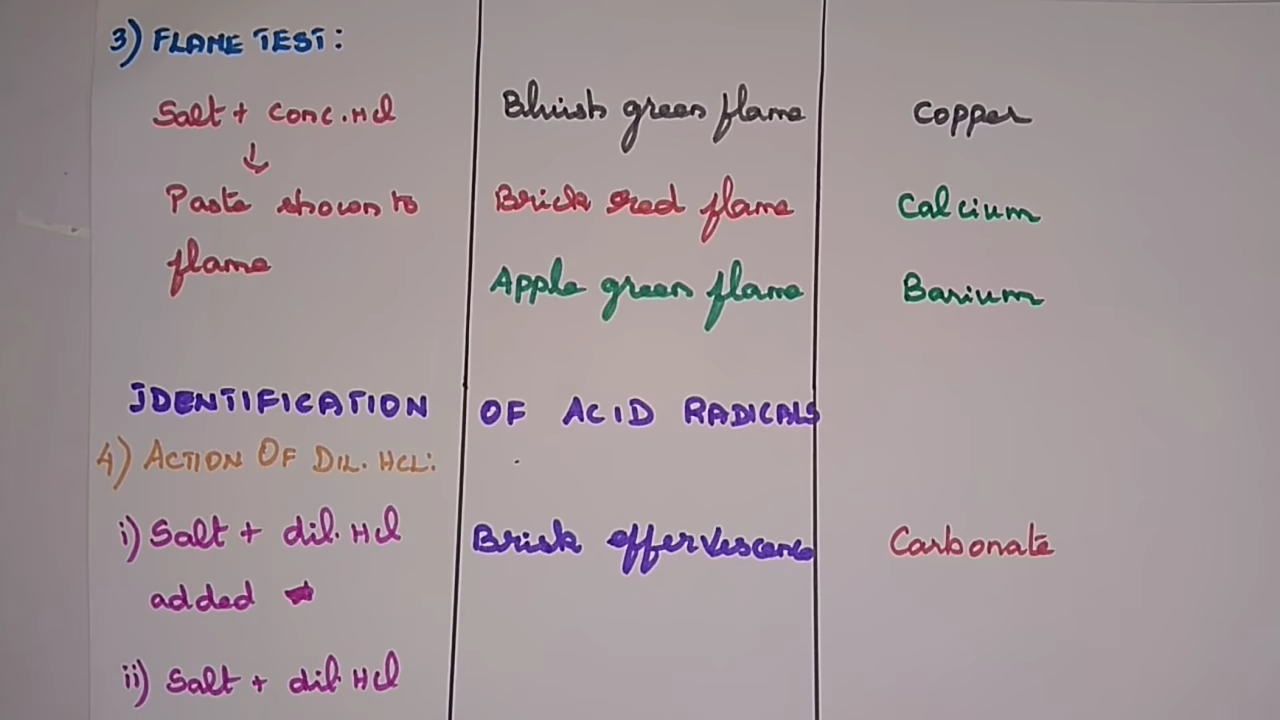 3) FLAME TEST:
Salt + Conc. Hcl
Bluish green flame
Copper
↓
Paste shown to
flame
Brick red flame
Calcium
Apple green flame
Barium
IDENTIFICATION OF ACID RADICALS
4) ACTION OF DIL. HCL:
i) Salt + dil. Hcl
added
Brisk effervescence
Carbonate
ii) Salt + dil. Hcl